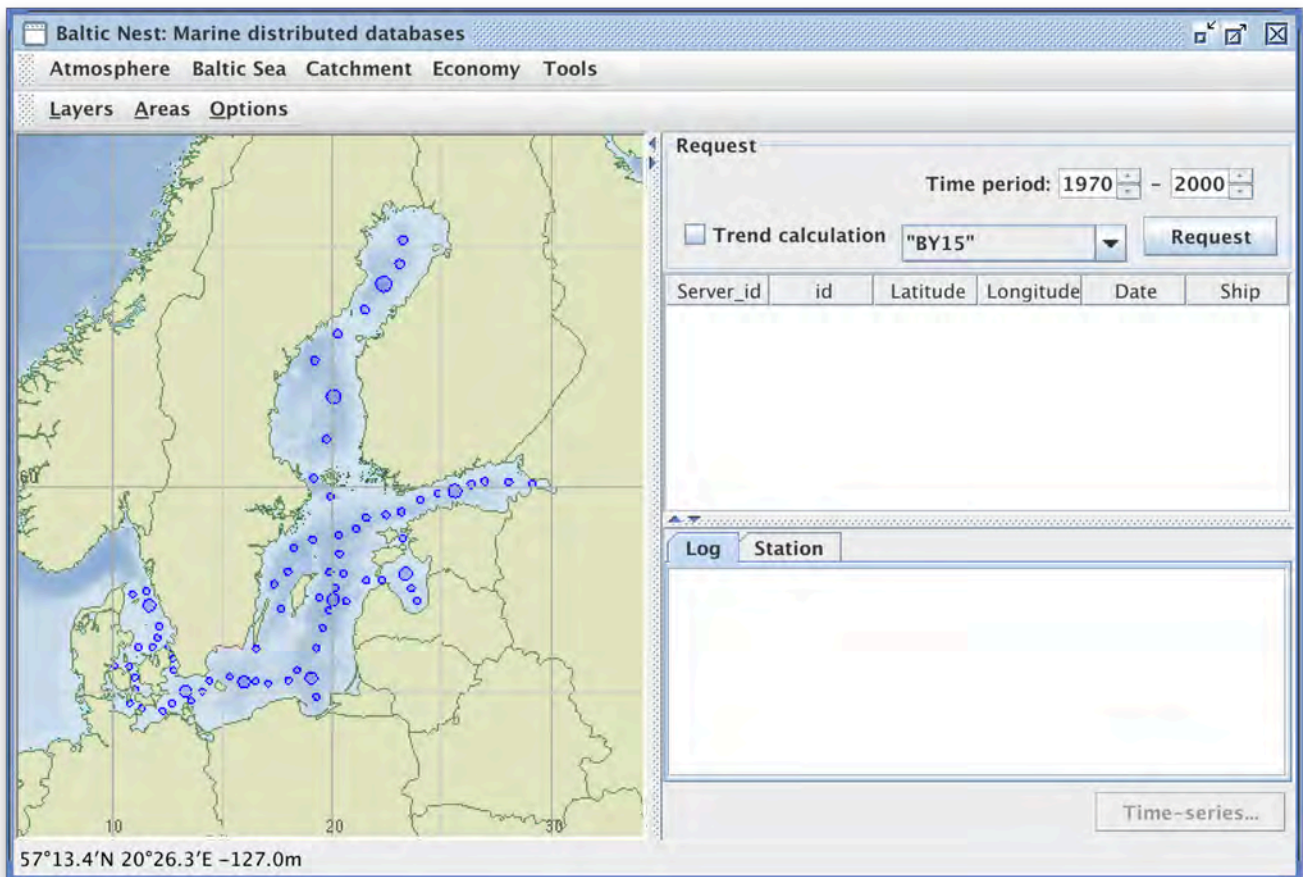 Baltic Nest: Marine distributed databases
Atmosphere Baltic Sea Catchment Economy Tools
Layers Areas Options
Request
Time period: 1970 - 2000
Trend calculation "BY15" Request
Server_id id Latitude Longitude Date Ship
60
Log Station
10 20 30
Time-series...
57°13.4'N 20°26.3'E -127.0m